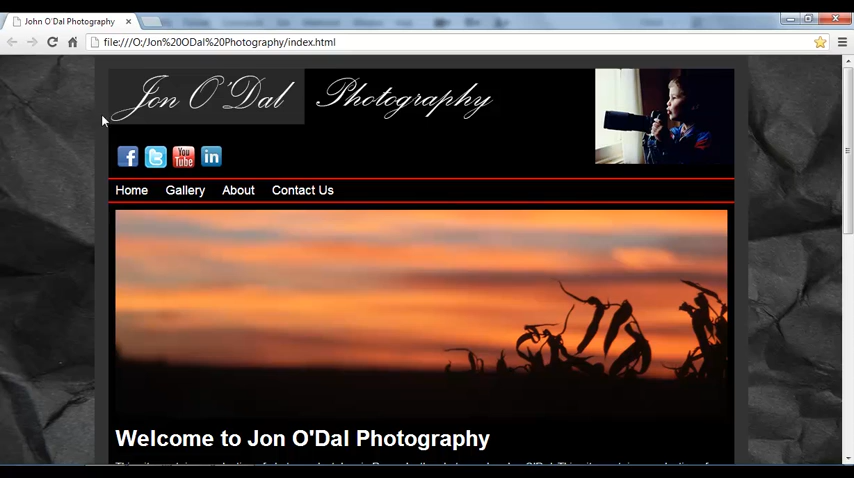 John O'Dal Photography
file:///O:/Jon%20ODal%20Photography/index.html
Jon O'Dal Photography
You Tube
Home Gallery About Contact Us
Welcome to Jon O'Dal Photography